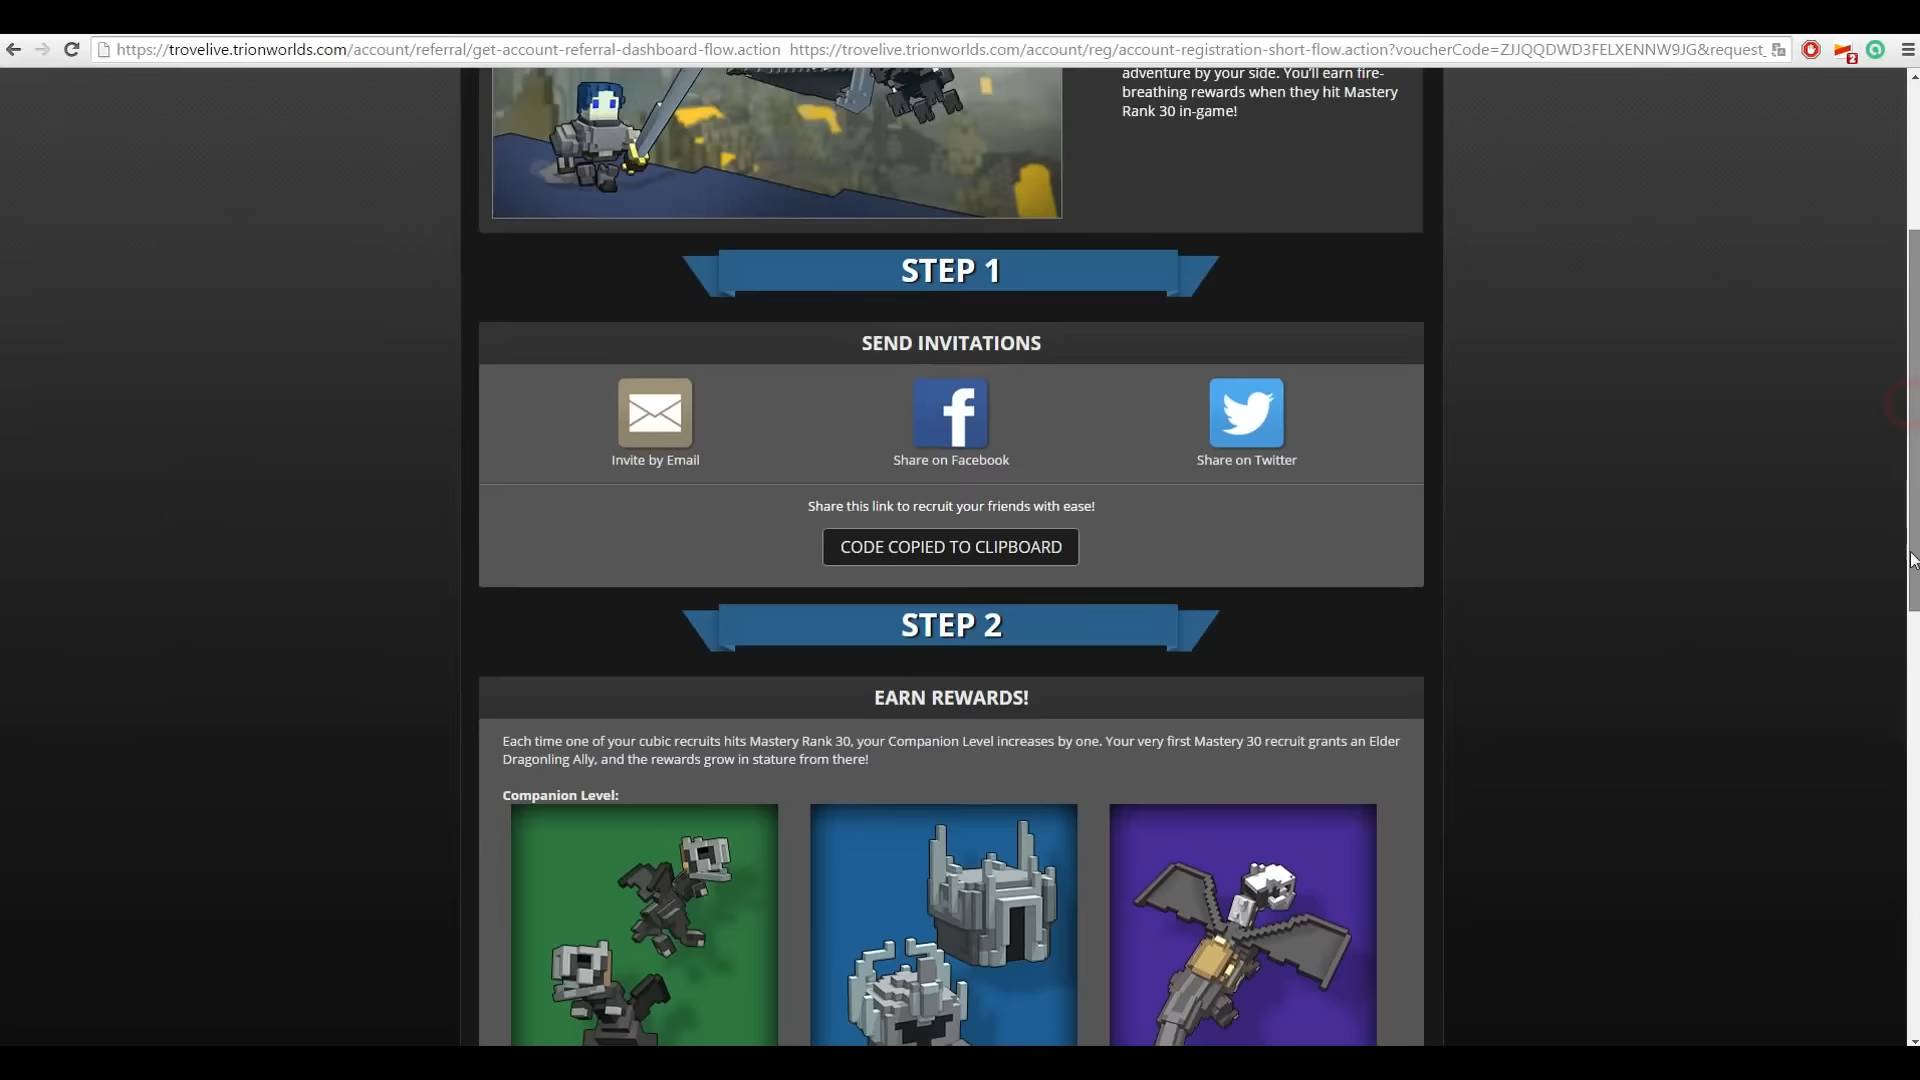 https://trovelive.trionworlds.com/account/referral/get-account-referral-dashboard-flow.action https://trovelive.trionworlds.com/account/reg/account-registration-short-flow.action?voucherCode=ZJJQQDWD3FELXENNW9JG&request_
2
adventure by your side. You'll earn fire-
breathing rewards when they hit Mastery
Rank 30 in-game!
STEP 1
SEND INVITATIONS
Invite by Email
Share on Facebook
Share on Twitter
Share this link to recruit your friends with ease!
CODE COPIED TO CLIPBOARD
STEP 2
EARN REWARDS!
Each time one of your cubic recruits hits Mastery Rank 30, your Companion Level increases by one. Your very first Mastery 30 recruit grants an Elder
Dragonling Ally, and the rewards grow in stature from there!
Companion Level: